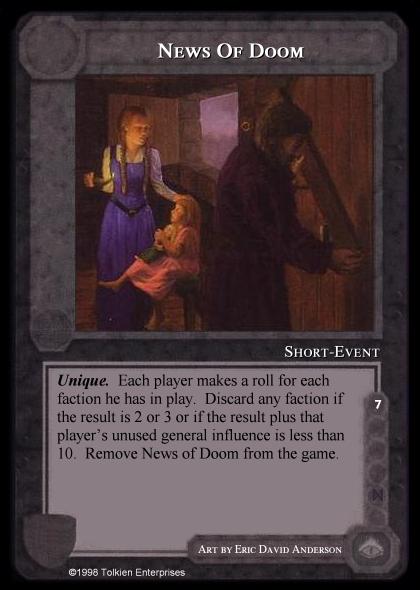 News Of Doom
Short-Event
Unique. Each player makes a roll for each
faction he has in play. Discard any faction if
the result is 2 or 3 or if the result plus that
player's unused general influence is less than
10. Remove News of Doom from the game.
7
N
Art by Eric David Anderson
©1998 Tolkien Enterprises